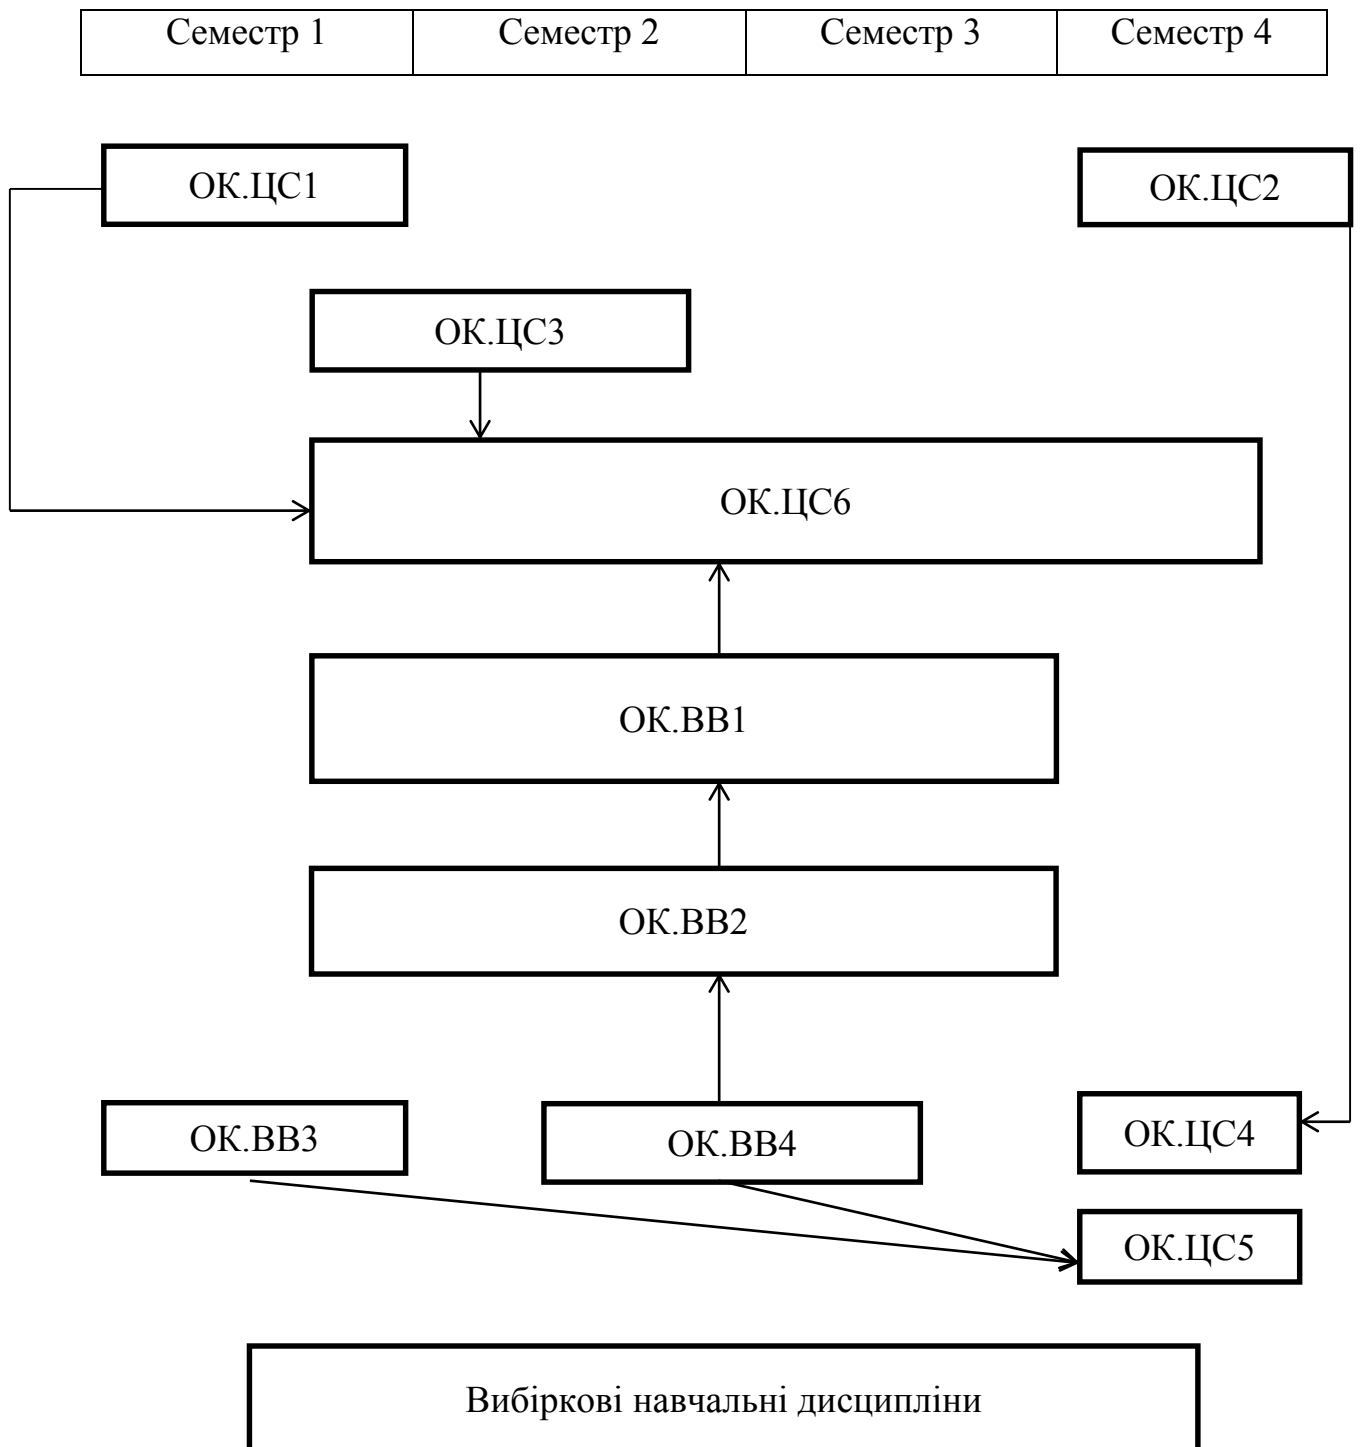 Семестр 1 Семестр 2 Семестр 3 Семестр 4
ОК.ЦС1
ОК.ЦС2
ОК.ЦС3
ОК.ЦС6
ОК.ВВ1
ОК.ВВ2
ОК.ВВ3
ОК.ВВ4
ОК.ЦС4
ОК.ЦС5
Вибіркові навчальні дисципліни